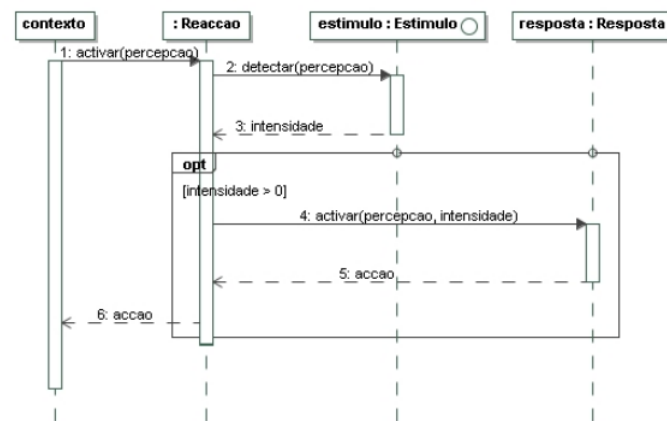 contexto
: Reaccao
estimulo : Estimulo
resposta : Resposta
1: activar(percepcao)
2: detectar(percepcao)
3: intensidade
opt
[intensidade > 0]
4: activar(percepcao, intensidade)
5: accao
6: accao